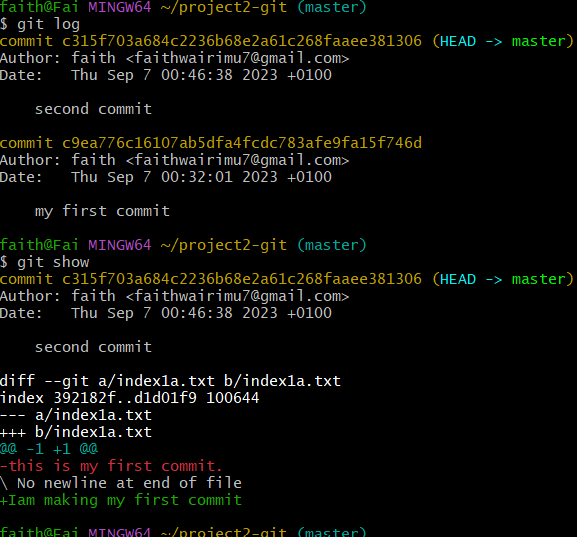 faith@Fai MINGW64 ~/project2-git (master)
$ git log
commit c315f703a684c2236b68e2a61c268faaee381306 (HEAD -> master)
Author: faith <faithwairimu7@gmail.com>
Date:   Thu Sep 7 00:46:38 2023 +0100

    second commit

commit c9ea776c16107ab5dfa4fcdc783afe9fa15f746d
Author: faith <faithwairimu7@gmail.com>
Date:   Thu Sep 7 00:32:01 2023 +0100

    my first commit

faith@Fai MINGW64 ~/project2-git (master)
$ git show
commit c315f703a684c2236b68e2a61c268faaee381306 (HEAD -> master)
Author: faith <faithwairimu7@gmail.com>
Date:   Thu Sep 7 00:46:38 2023 +0100

    second commit

diff --git a/index1a.txt b/index1a.txt
index 392182f..d1d01f9 100644
--- a/index1a.txt
+++ b/index1a.txt
@@ -1 +1 @@
-this is my first commit.
\ No newline at end of file
+Iam making my first commit

faith@Fai MINGW64 ~/project2-git (master)